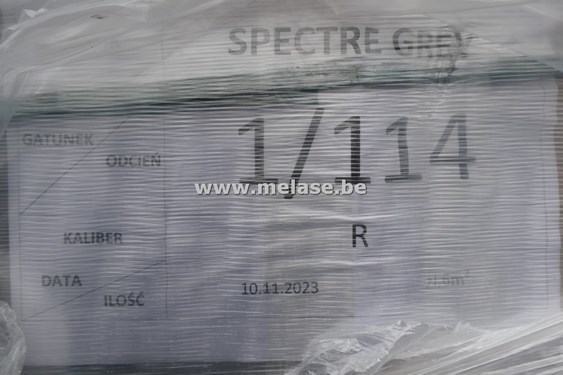 SPECTRE GREY
GATUNEK
ODCIEŃ
1/114
www.melase.be
KALIBER
R
DATA
ILOŚĆ
10.11.2023